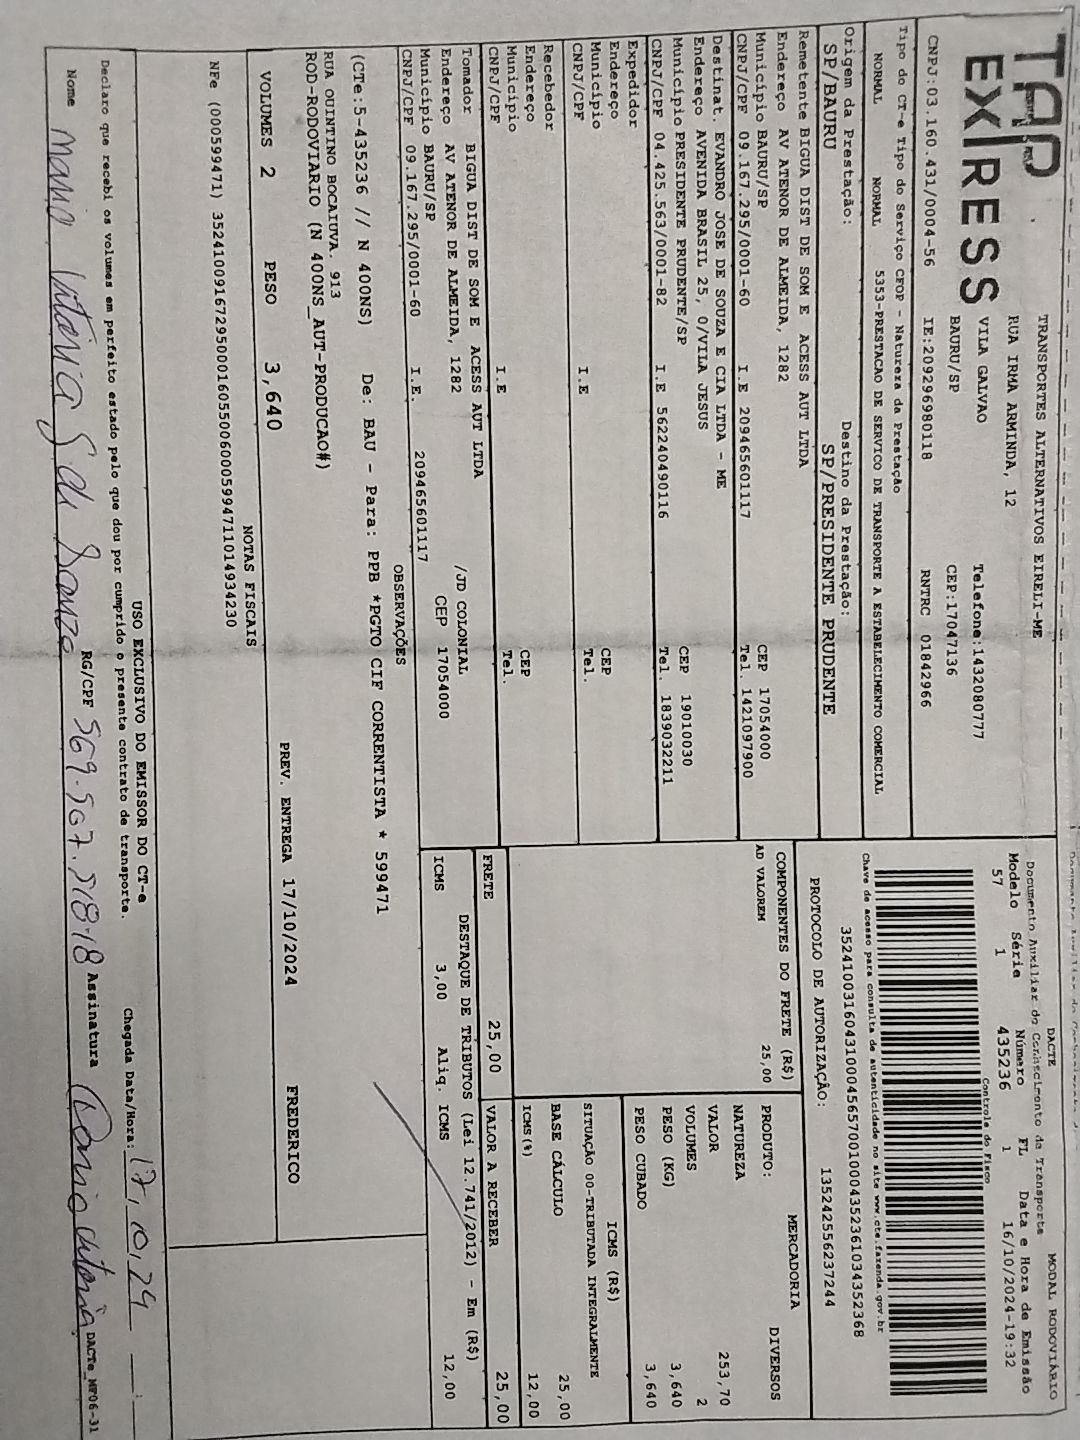 TAP
EXPRESS
TRANSPORTES ALTERNATIVOS EIRELI-ME
RUA IRMA ARMINDA, 12
VILA GALVAO Telefone:1432080777
BAURU/SP CEP:17047136
CNPJ:03.160.431/0004-56 IE:209296980118 RNTRC 01842966
DACTE MODAL RODOVIÁRIO
Documento Auxiliar do Conhecimento de Transporte
Modelo Série Número FL Data e Hora de Emissão
57 1 435236 1 16/10/2024-19:32
Controle do Fisco
Chave de acesso para consulta de autenticidade no site www.cte.fazenda.gov.br
35241003160431000456570010004352361034352368
PROTOCOLO DE AUTORIZAÇÃO: 135242556237244
Tipo do CT-e Tipo do Serviço CFOP - Natureza da Prestação
NORMAL NORMAL 5353-PRESTACAO DE SERVICO DE TRANSPORTE A ESTABELECIMENTO COMERCIAL
Origem da Prestação: Destino da Prestação:
SP/BAURU SP/PRESIDENTE PRUDENTE
Remetente BIGUA DIST DE SOM E ACESS AUT LTDA
Endereço AV ATENOR DE ALMEIDA, 1282
Município BAURU/SP CEP 17054000
CNPJ/CPF 09.167.295/0001-60 I.E 209465601117 Tel. 1421097900
Destinat. EVANDRO JOSE DE SOUZA E CIA LTDA - ME
Endereço AVENIDA BRASIL 25, 0/VILA JESUS
Município PRESIDENTE PRUDENTE/SP CEP 19010030
CNPJ/CPF 04.425.563/0001-82 I.E 562240490116 Tel. 1839032211
Expedidor
Endereço
Município CEP
CNPJ/CPF I.E Tel.
Recebedor
Endereço
Município CEP
CNPJ/CPF I.E Tel.
Tomador BIGUA DIST DE SOM E ACESS AUT LTDA
Endereço AV ATENOR DE ALMEIDA, 1282 /JD COLONIAL
Município BAURU/SP CEP 17054000
CNPJ/CPF 09.167.295/0001-60 I.E. 209465601117
COMPONENTES DO FRETE (R$)
AD VALOREM 25,00
MERCADORIA
PRODUTO: DIVERSOS
NATUREZA
VALOR 253,70
VOLUMES 2
PESO (KG) 3,640
PESO CUBADO 3,640
ICMS (R$)
SITUAÇÃO 00-TRIBUTADA INTEGRALMENTE
BASE CÁLCULO 25,00
ICMS(%) 12,00
FRETE 25,00 VALOR A RECEBER 25,00
DESTAQUE DE TRIBUTOS (Lei 12.741/2012) - Em (R$)
ICMS 3,00 Aliq. ICMS 12,00
OBSERVAÇÕES
(CTe:5-435236 // N 400NS) De: BAU - Para: PPB *PGTO CIF CORRENTISTA * 599471
RUA QUINTINO BOCAIUVA. 913
ROD-RODOVIARIO (N 400NS_AUT-PRODUCAO#)
VOLUMES 2 PESO 3,640 PREV. ENTREGA 17/10/2024 FREDERICO
NOTAS FISCAIS
NFe (000599471) 35241009167295000160550060005994711014934230
USO EXCLUSIVO DO EMISSOR DO CT-e
Declaro que recebi os volumes em perfeito estado pelo que dou por cumprido o presente contrato de transporte. Chegada Data/Hora: 17, 10, 24 :
Nome Maria de Souza RG/CPF 569.507.518-18 Assinatura Maria DACTe_MF06-31